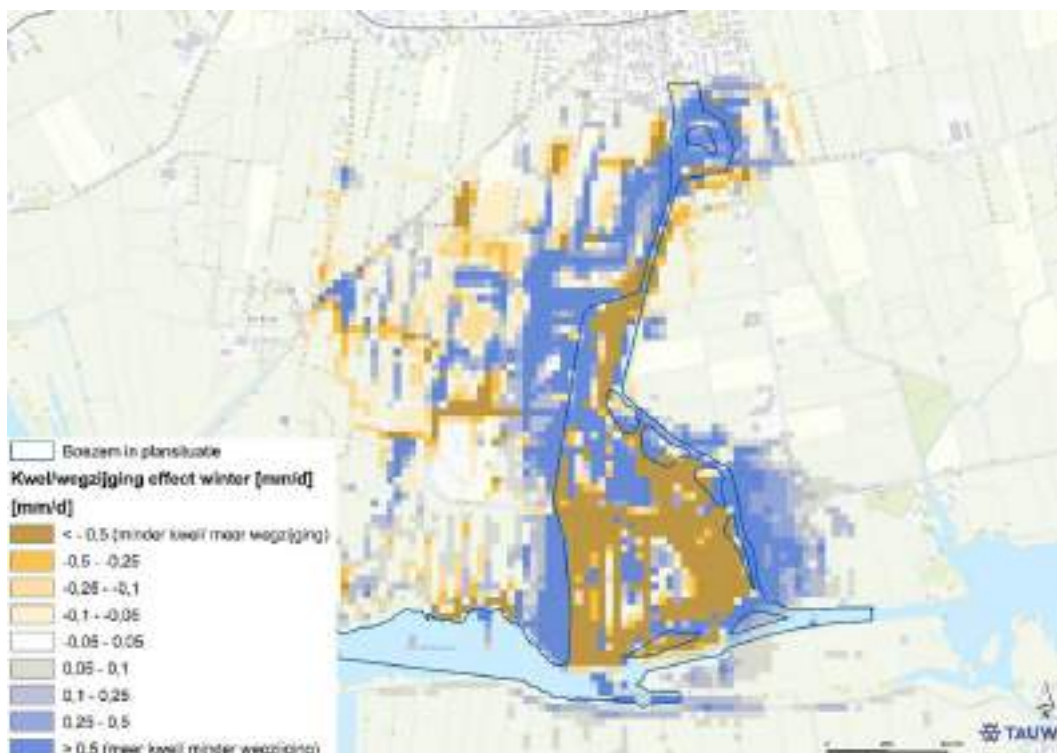 Boezem in plansituatie
Kwel/wegzijging effect winter [mm/d]
[mm/d]
< - 0,5 (minder kwel/ meer wegzijging)
-0,5 - -0,25
-0,25 - -0,1
-0,1 - -0,05
-0,05 - 0,05
0,05 - 0,1
0,1 - 0,25
0,25 - 0,5
> 0,5 (meer kwel/ minder wegzijging)
TAUW